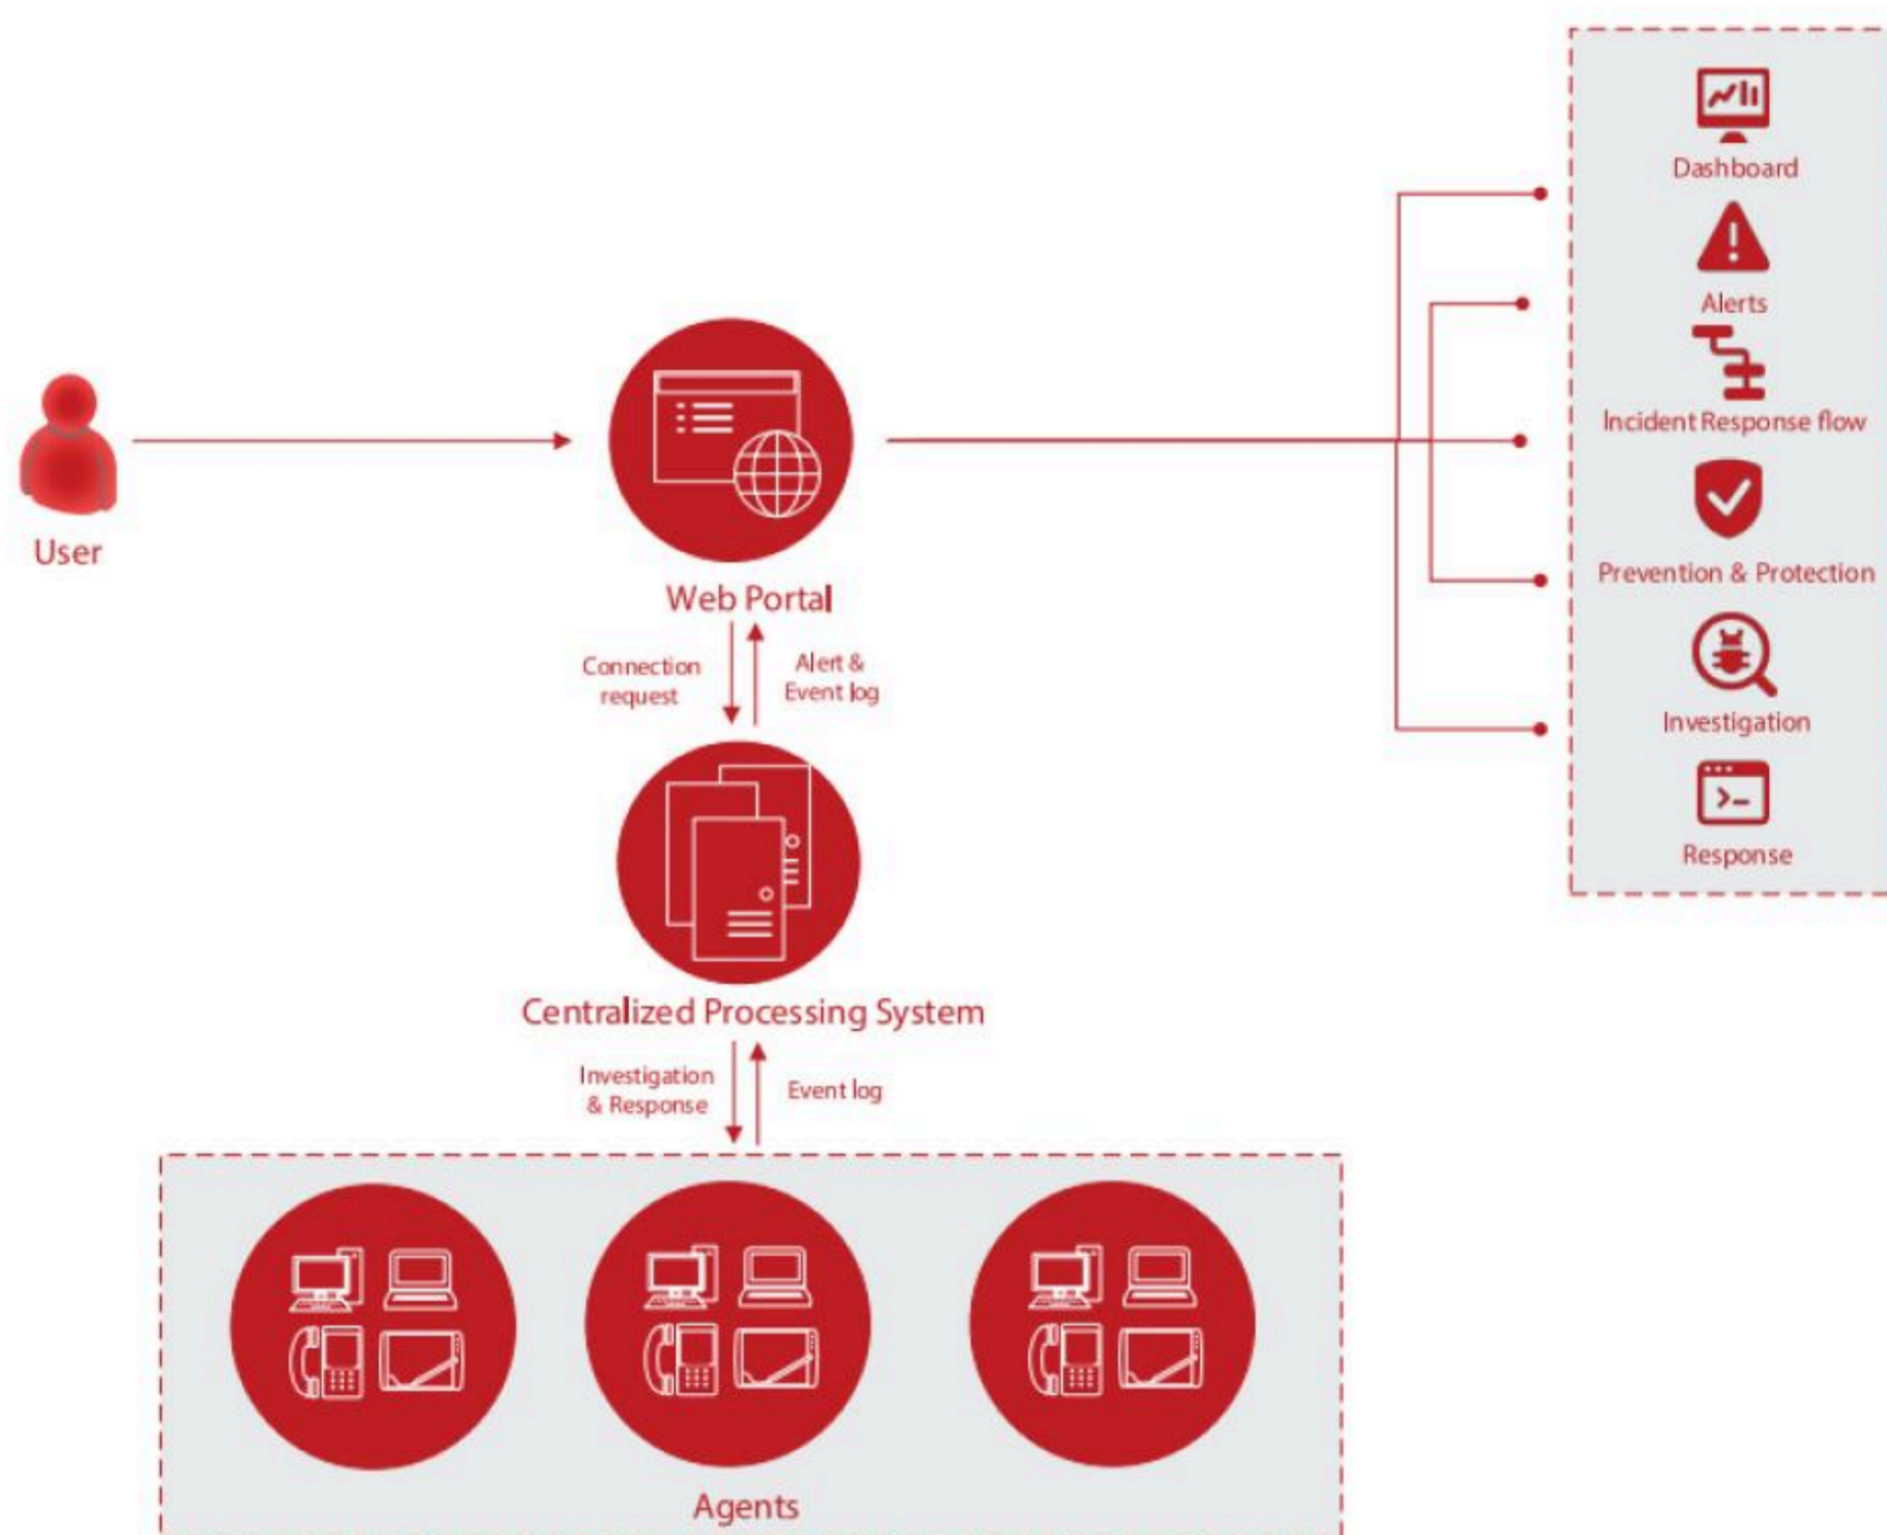 Dashboard
Alerts
Incident Response flow
Prevention & Protection
Investigation
Response
User
Web Portal
Connection
request
Alert &
Event log
Centralized Processing System
Investigation
& Response
Event log
Agents